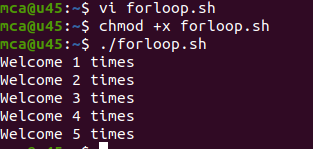 mca@u45:~$ vi forloop.sh
mca@u45:~$ chmod +x forloop.sh
mca@u45:~$ ./forloop.sh
Welcome 1 times
Welcome 2 times
Welcome 3 times
Welcome 4 times
Welcome 5 times
mca@u45:~$